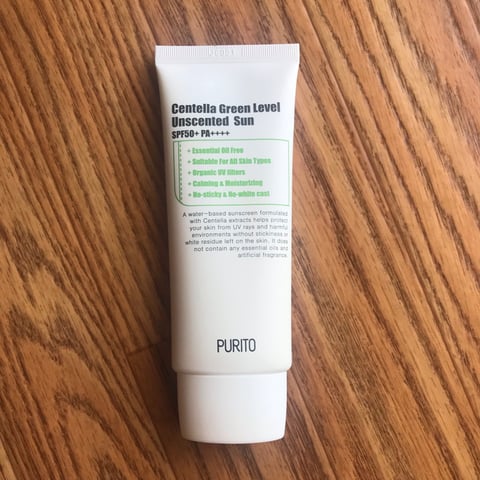 Centella Green Level
Unscented Sun
SPF50+ PA++++
+ Essential Oil Free
+ Suitable For All Skin Types
+ Organic UV filters
+ Calming & Moisturizing
+ No-sticky & No-white cast
A water-based sunscreen formulated
with Centella extracts helps protect
your skin from UV rays and harmful
environments without stickiness or
white residue left on the skin. It does
not contain any essential oils and
artificial fragrance.
PURITO